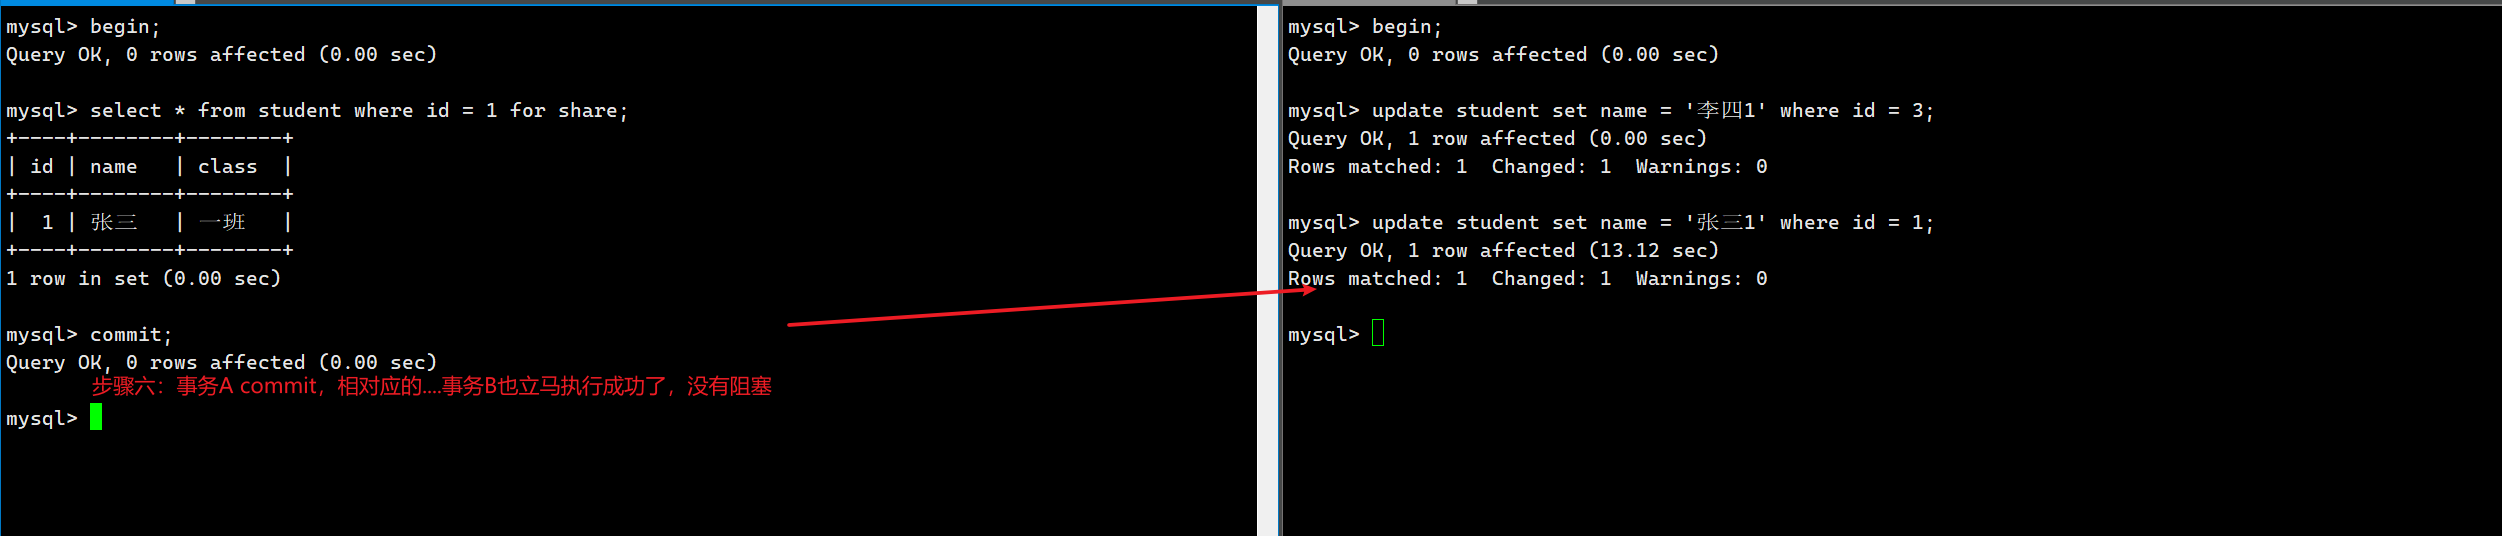 mysql> begin;
Query OK, 0 rows affected (0.00 sec)
mysql> select * from student where id = 1 for share;
+----+--------+--------+
| id | name   | class  |
+----+--------+--------+
|  1 | 张三   | 一班   |
+----+--------+--------+
1 row in set (0.00 sec)
mysql> commit;
Query OK, 0 rows affected (0.00 sec)
步骤六：事务A commit，相对应的....事务B也立马执行成功了，没有阻塞
mysql>
mysql> begin;
Query OK, 0 rows affected (0.00 sec)
mysql> update student set name = '李四1' where id = 3;
Query OK, 1 row affected (0.00 sec)
Rows matched: 1  Changed: 1  Warnings: 0
mysql> update student set name = '张三1' where id = 1;
Query OK, 1 row affected (13.12 sec)
Rows matched: 1  Changed: 1  Warnings: 0
mysql>